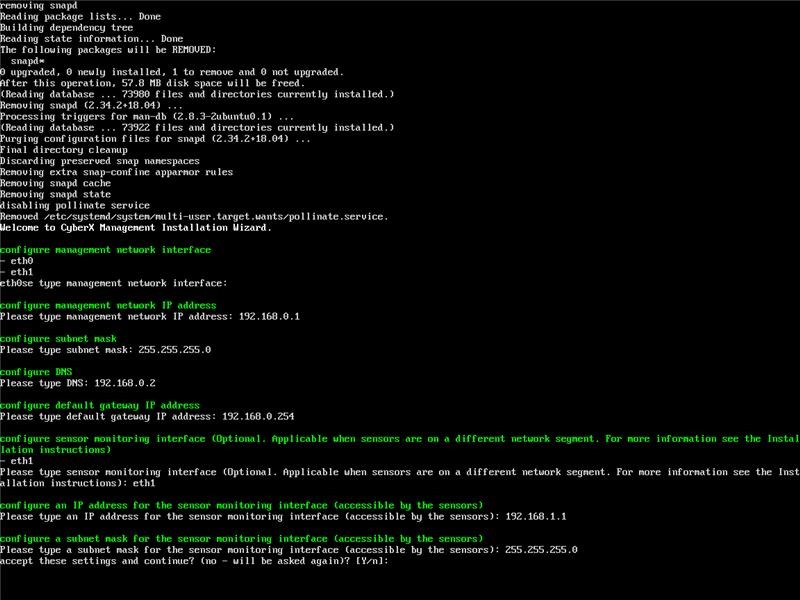 removing snapd
Reading package lists... Done
Building dependency tree
Reading state information... Done
The following packages will be REMOVED:
  snapd*
0 upgraded, 0 newly installed, 1 to remove and 0 not upgraded.
After this operation, 57.8 MB disk space will be freed.
(Reading database ... 73980 files and directories currently installed.)
Removing snapd (2.34.2+18.04) ...
Processing triggers for man-db (2.8.3-2ubuntu0.1) ...
(Reading database ... 73922 files and directories currently installed.)
Purging configuration files for snapd (2.34.2+18.04) ...
Final directory cleanup
Discarding preserved snap namespaces
Removing extra snap-confine apparmor rules
Removing snapd cache
Removing snapd state
disabling pollinate service
Removed /etc/systemd/system/multi-user.target.wants/pollinate.service.
Welcome to CyberX Management Installation Wizard.
configure management network interface
- eth0
- eth1
eth0se type management network interface:
configure management network IP address
Please type management network IP address: 192.168.0.1
configure subnet mask
Please type subnet mask: 255.255.255.0
configure DNS
Please type DNS: 192.168.0.2
configure default gateway IP address
Please type default gateway IP address: 192.168.0.254
configure sensor monitoring interface (Optional. Applicable when sensors are on a different network segment. For more information see the Instal
lation instructions)
- eth1
Please type sensor monitoring interface (Optional. Applicable when sensors are on a different network segment. For more information see the Inst
allation instructions): eth1
configure an IP address for the sensor monitoring interface (accessible by the sensors)
Please type an IP address for the sensor monitoring interface (accessible by the sensors): 192.168.1.1
configure a subnet mask for the sensor monitoring interface (accessible by the sensors)
Please type a subnet mask for the sensor monitoring interface (accessible by the sensors): 255.255.255.0
accept these settings and continue? (no - will be asked again)? [Y/n]: